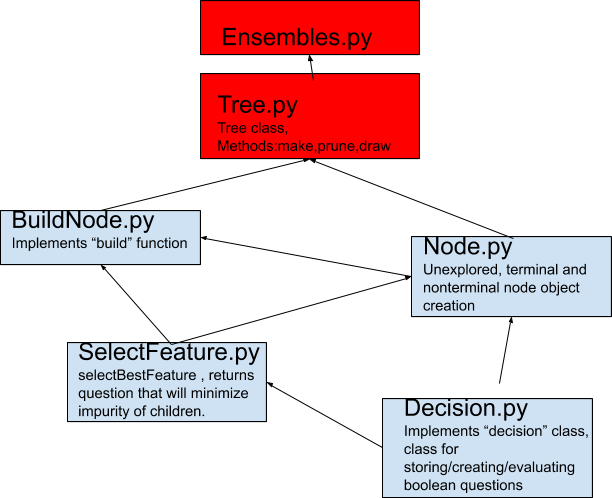 Ensembles.py
Tree.py
Tree class,
Methods:make,prune,draw
BuildNode.py
Implements “build” function
Node.py
Unexplored, terminal and
nonterminal node object
creation
SelectFeature.py
selectBestFeature , returns
question that will minimize
impurity of children.
Decision.py
Implements “decision” class,
class for
storing/creating/evaluating
boolean questions